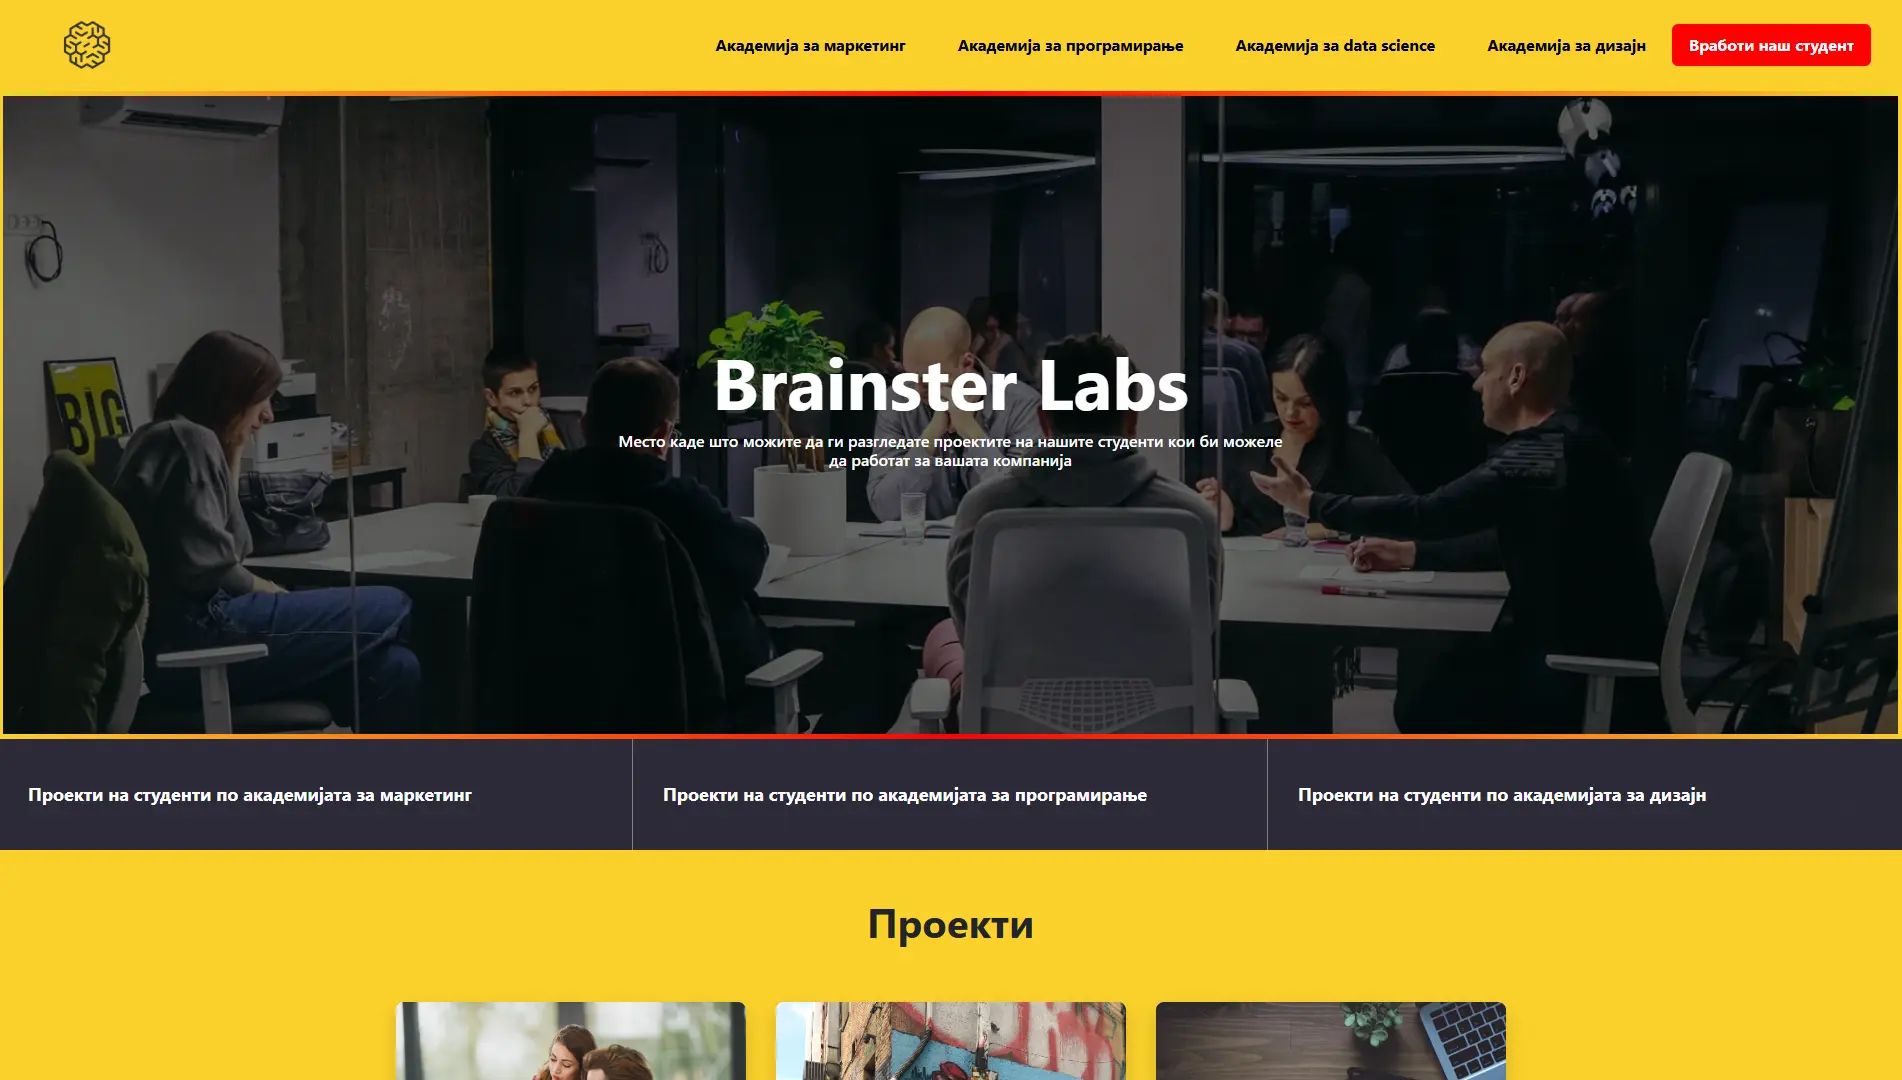 Академија за маркетинг
Академија за програмирање
Академија за data science
Академија за дизајн
Вработи наш студент
BIG
Brainster Labs
Место каде што можите да ги разгледате проектите на нашите студенти кои би можеле
да работат за вашата компанија
Проекти на студенти по академијата за маркетинг
Проекти на студенти по академијата за програмирање
Проекти на студенти по академијата за дизајн
Проекти